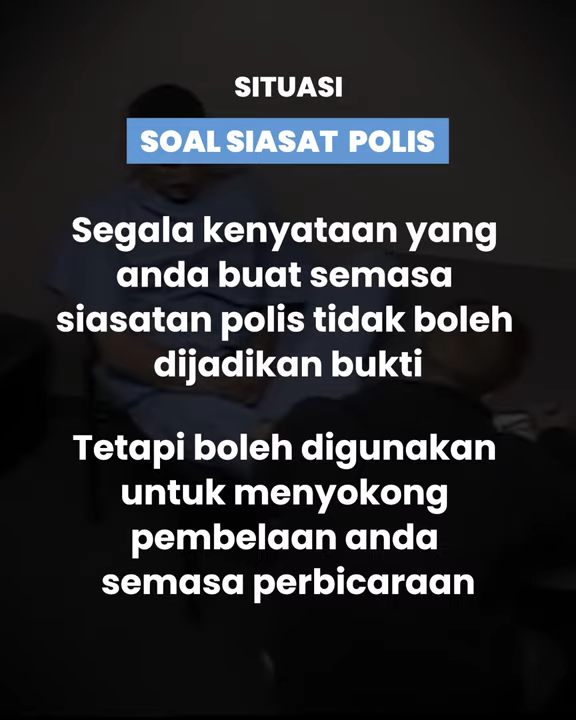 SITUASI
SOAL SIASAT POLIS
Segala kenyataan yang
anda buat semasa
siasatan polis tidak boleh
dijadikan bukti
Tetapi boleh digunakan
untuk menyokong
pembelaan anda
semasa perbicaraan